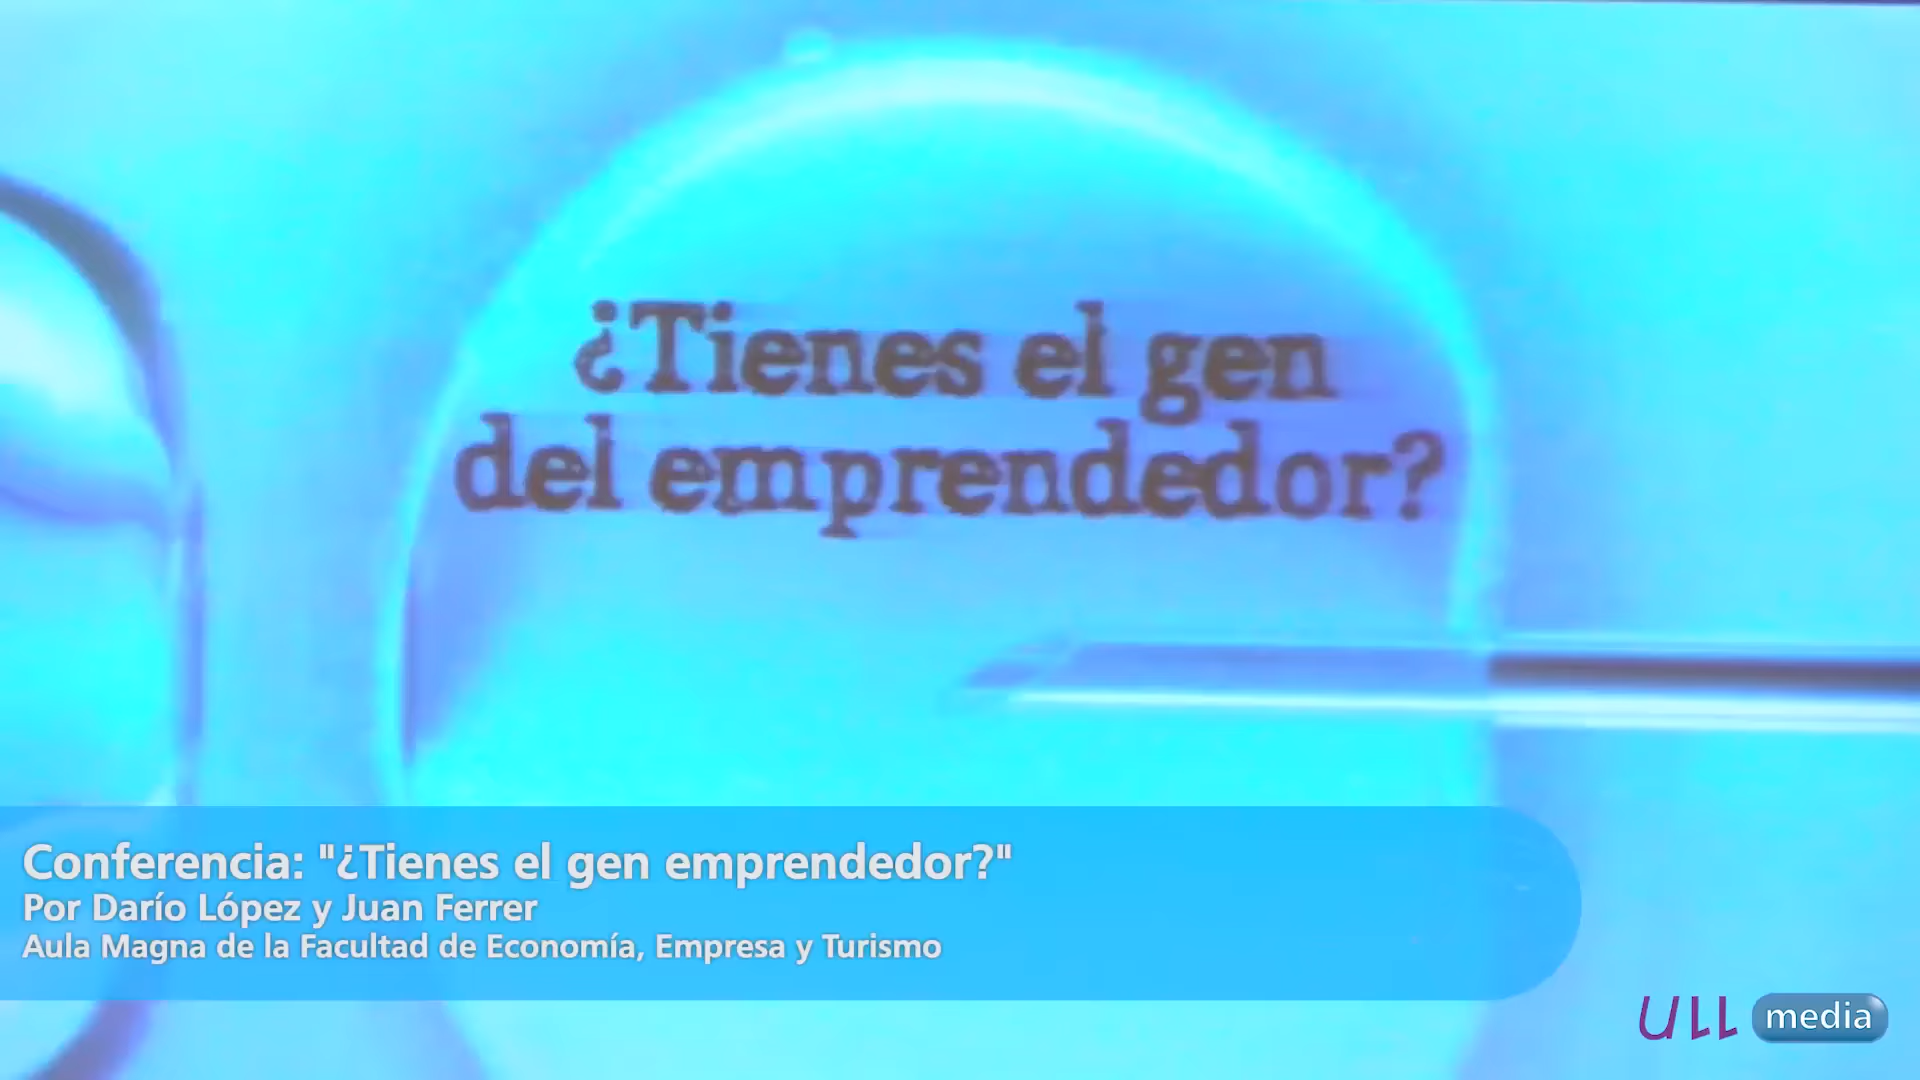 ¿Tienes el gen
del emprendedor?
Conferencia: "¿Tienes el gen emprendedor?"
Por Darío López y Juan Ferrer
Aula Magna de la Facultad de Economía, Empresa y Turismo
ULL media